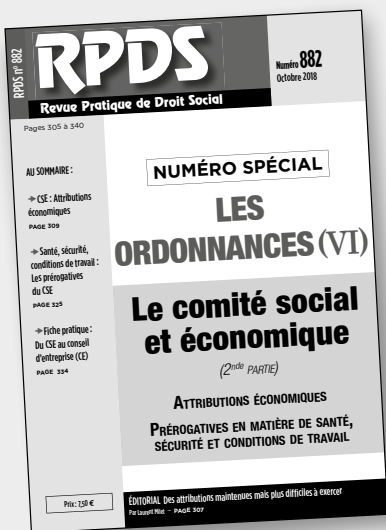 RPDS n° 882
RPDS
Revue Pratique de Droit Social
Numéro 882
Octobre 2018
Pages 305 à 340
AU SOMMAIRE :
➔ CSE : Attributions
économiques
PAGE 309
➔ Santé, sécurité,
conditions de travail :
Les prérogatives
du CSE
PAGE 325
➔ Fiche pratique :
Du CSE au conseil
d'entreprise (CE)
PAGE 334
Prix : 7,50 €
NUMÉRO SPÉCIAL
LES
ORDONNANCES (VI)
Le comité social
et économique
(2nde PARTIE)
ATTRIBUTIONS ÉCONOMIQUES
PRÉROGATIVES EN MATIÈRE DE SANTÉ,
SÉCURITÉ ET CONDITIONS DE TRAVAIL
ÉDITORIAL Des attributions maintenues mais plus difficiles à exercer
Par Laurent Milet – PAGE 307